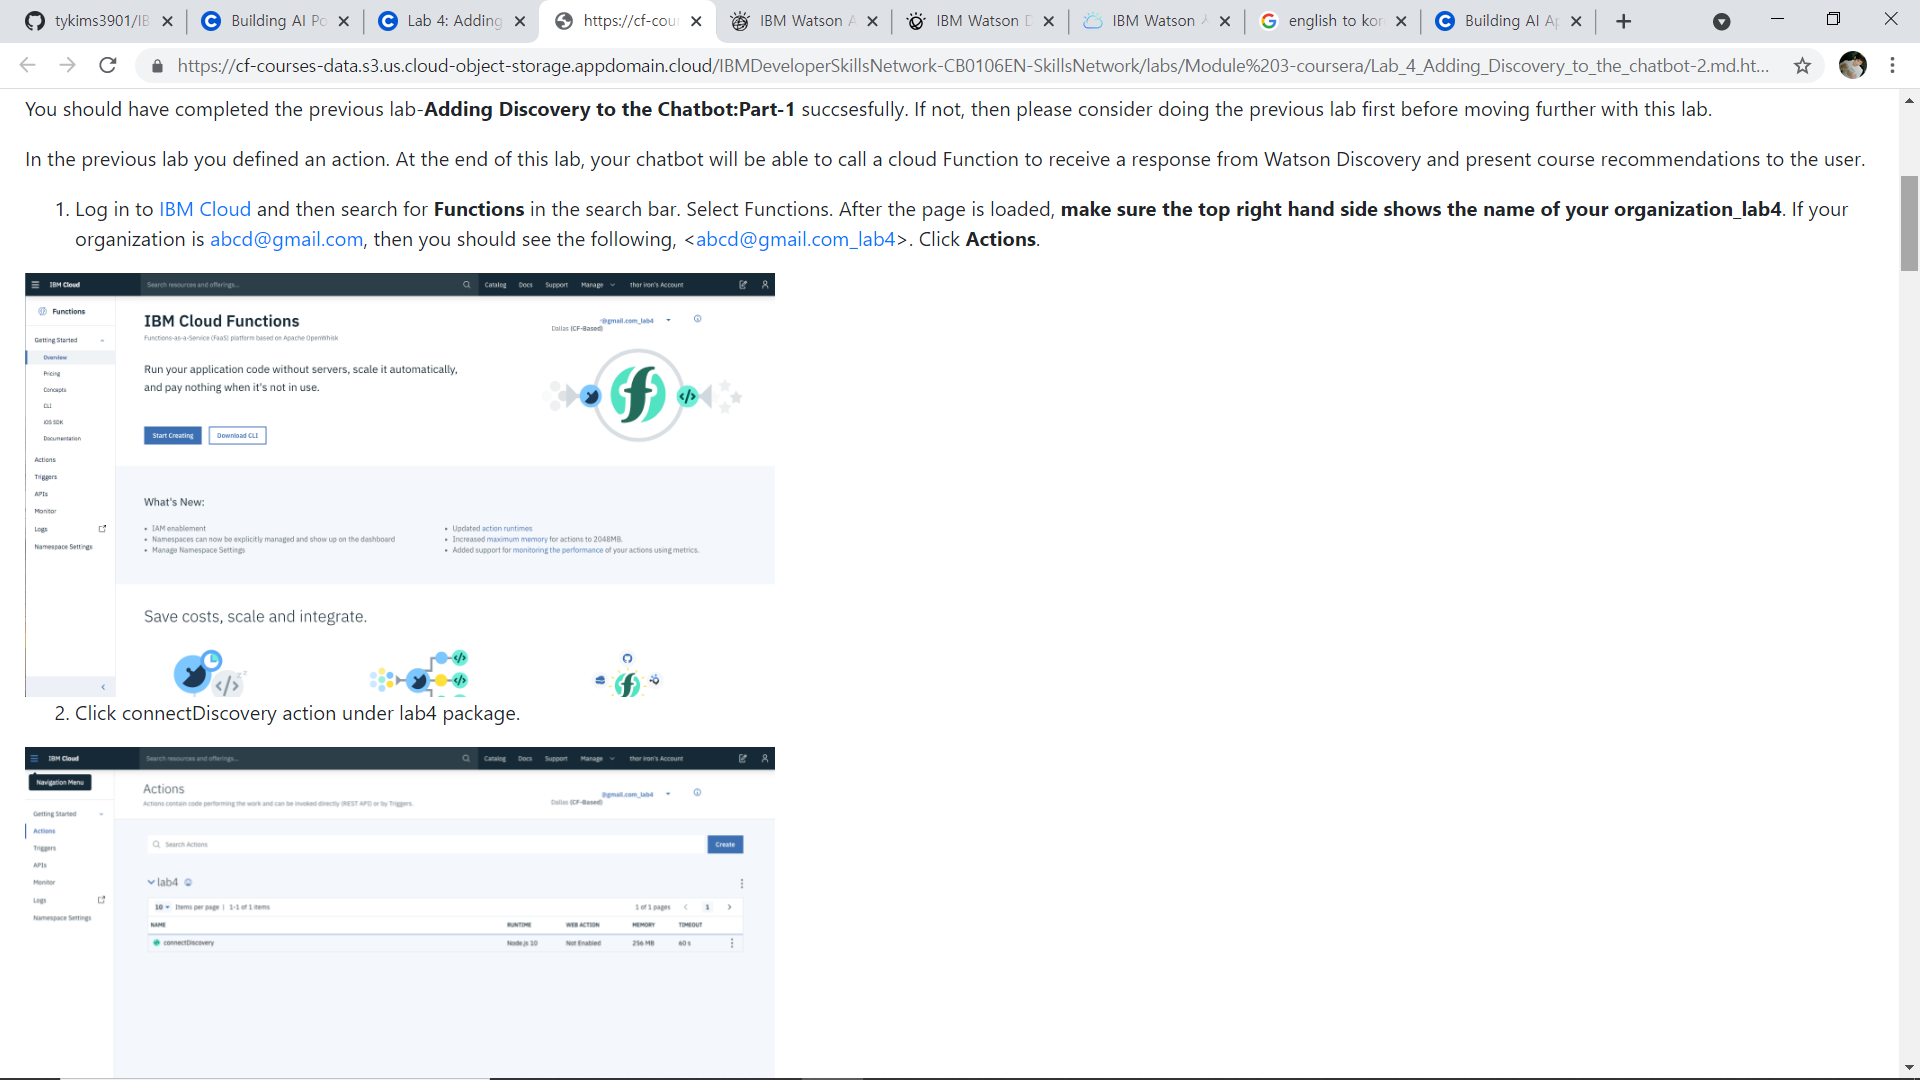 tykims3901/IB
Building AI Po
Lab 4: Adding
https://cf-cour
IBM Watson A
IBM Watson D
IBM Watson
english to kor
Building AI Ap
https://cf-courses-data.s3.us.cloud-object-storage.appdomain.cloud/IBMDeveloperSkillsNetwork-CB0106EN-SkillsNetwork/labs/Module%203-coursera/Lab_4_Adding_Discovery_to_the_chatbot-2.md.ht...
You should have completed the previous lab-Adding Discovery to the Chatbot:Part-1 succsesfully. If not, then please consider doing the previous lab first before moving further with this lab.
In the previous lab you defined an action. At the end of this lab, your chatbot will be able to call a cloud Function to receive a response from Watson Discovery and present course recommendations to the user.
1. Log in to IBM Cloud and then search for Functions in the search bar. Select Functions. After the page is loaded, make sure the top right hand side shows the name of your organization_lab4. If your
organization is abcd@gmail.com, then you should see the following, <abcd@gmail.com_lab4>. Click Actions.
IBM Cloud Search resources and offerings... Catalog Docs Support Manage thor iron's Account
Functions
Getting Started
Overview
Pricing
Concepts
CLI
iOS SDK
Documentation
Actions
Triggers
APIs
Monitor
Logs
Namespace Settings
IBM Cloud Functions
Functions-as-a-Service (FaaS) platform based on Apache OpenWhisk
@gmail.com_lab4
Dallas (CF-Based)
Run your application code without servers, scale it automatically,
and pay nothing when it's not in use.
Start Creating Download CLI
What's New:
• IAM enablement
• Namespaces can now be explicitly managed and show up on the dashboard
• Manage Namespace Settings
• Updated action runtimes
• Increased maximum memory for actions to 2048MB.
• Added support for monitoring the performance of your actions using metrics.
Save costs, scale and integrate.
2. Click connectDiscovery action under lab4 package.
IBM Cloud Search resources and offerings... Catalog Docs Support Manage thor iron's Account
Navigation Menu
Getting Started
Actions
Triggers
APIs
Monitor
Logs
Namespace Settings
Actions
Actions contain code performing the work and can be invoked directly (REST API) or by Triggers.
@gmail.com_lab4
Dallas (CF-Based)
Search Actions Create
lab4
10 Items per page | 1-1 of 1 items 1 of 1 pages 1
NAME RUNTIME WEB ACTION MEMORY TIMEOUT
connectDiscovery Node.js 10 Not Enabled 256 MB 60 s